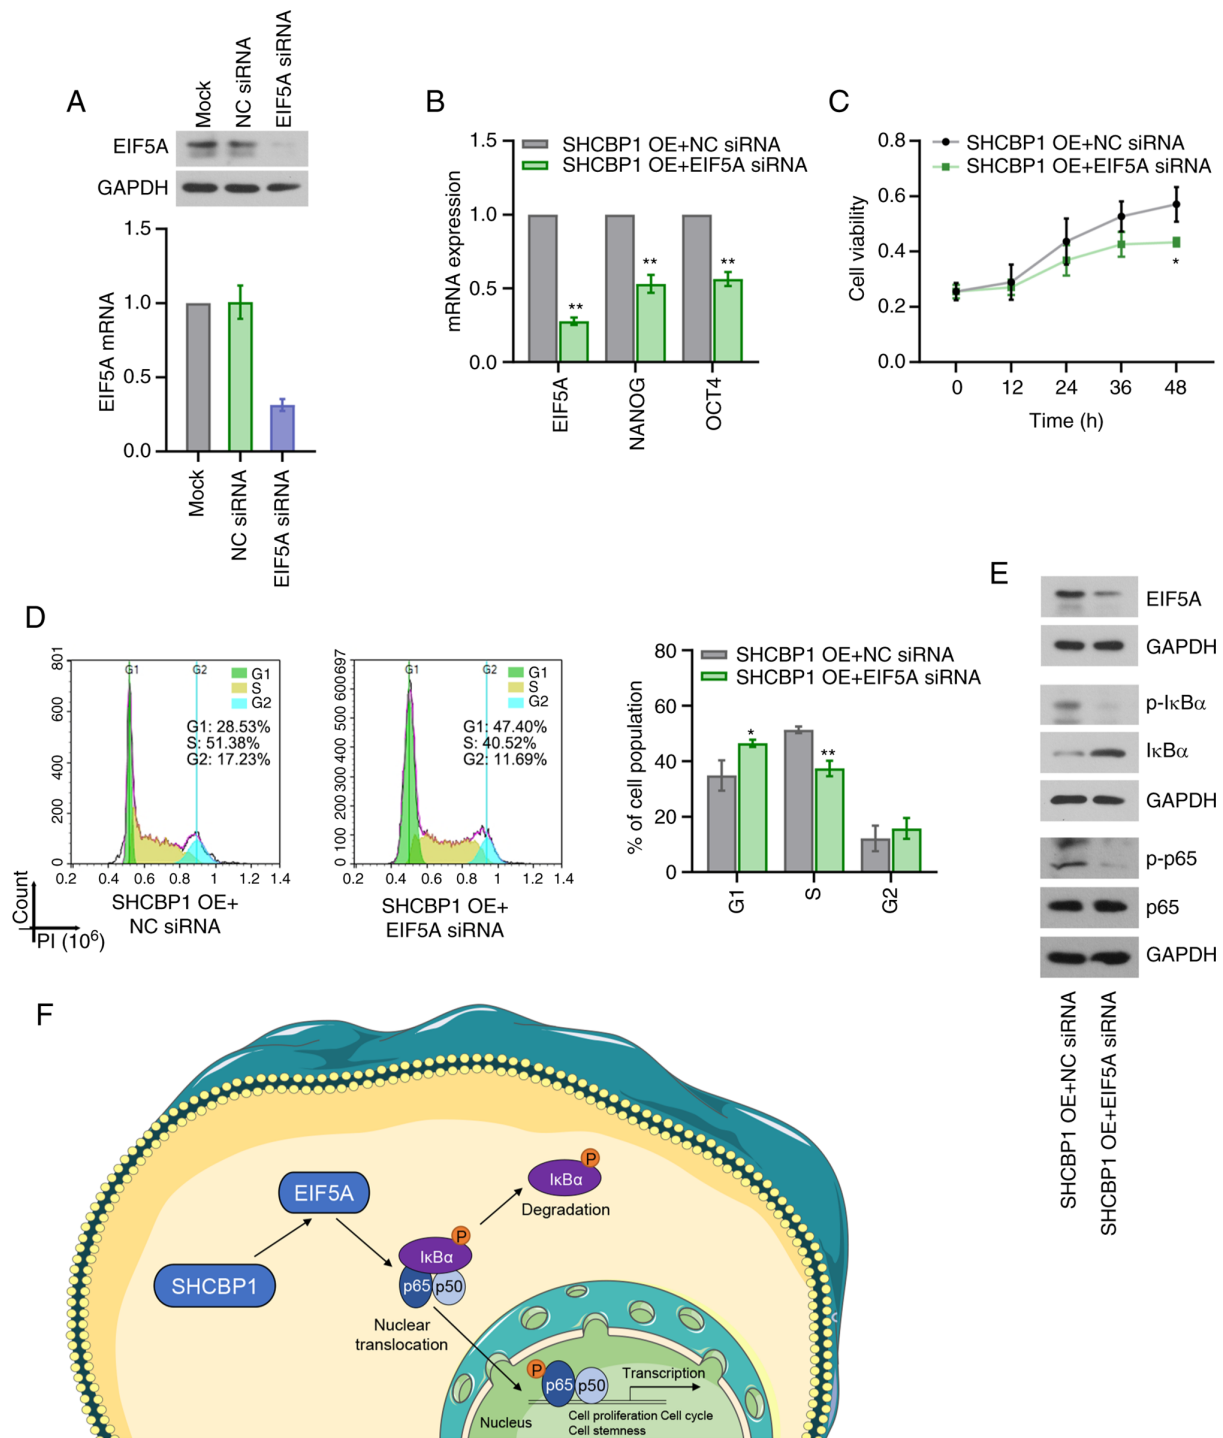 A
Mock
NC siRNA
EIF5A siRNA
EIF5A
GAPDH
1.5
1.0
0.5
0.0
EIF5A mRNA
Mock
NC siRNA
EIF5A siRNA
B
SHCBP1 OE+NC siRNA
SHCBP1 OE+EIF5A siRNA
1.5
1.0
0.5
0.0
mRNA expression
**
**
**
EIF5A
NANOG
OCT4
C
SHCBP1 OE+NC siRNA
SHCBP1 OE+EIF5A siRNA
0.8
0.6
0.4
0.2
0.0
Cell viability
*
0 12 24 36 48
Time (h)
D
801
600
400
200
0
G1 G2
G1
S
G2
G1: 28.53%
S: 51.38%
G2: 17.23%
0.2 0.4 0.6 0.8 1.0 1.2 1.4
SHCBP1 OE+
NC siRNA
Count
PI (10⁶)
697
600
500
400
300
200
100
0
G1 G2
G1
S
G2
G1: 47.40%
S: 40.52%
G2: 11.69%
0.2 0.4 0.6 0.8 1.0 1.2 1.4
SHCBP1 OE+
EIF5A siRNA
SHCBP1 OE+NC siRNA
SHCBP1 OE+EIF5A siRNA
80
60
40
20
0
% of cell population
*
**
G1
S
G2
E
EIF5A
GAPDH
p-IκBα
IκBα
GAPDH
p-p65
p65
GAPDH
SHCBP1 OE+NC siRNA
SHCBP1 OE+EIF5A siRNA
F
P
IκBα
Degradation
EIF5A
P
IκBα
p65 p50
SHCBP1
Nuclear
translocation
P
p65 p50
Transcription
Nucleus
Cell proliferation Cell cycle
Cell stemness